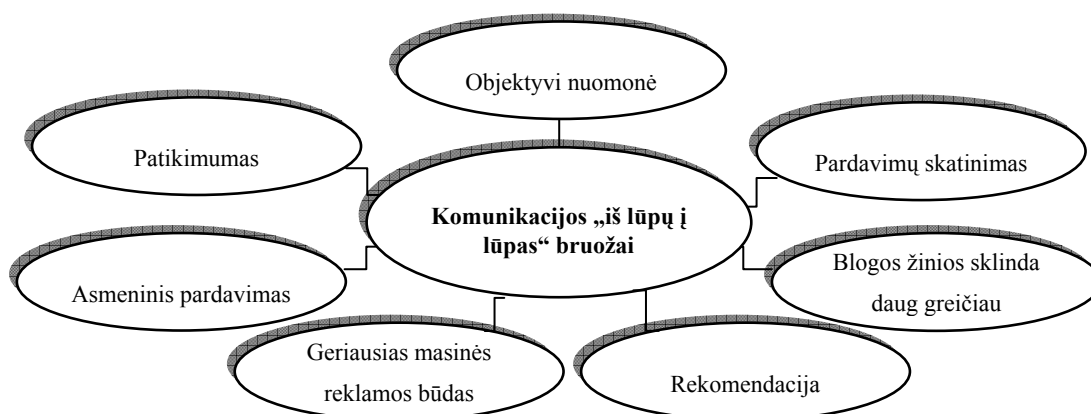 Objektyvi nuomonė
Patikimumas
Pardavimų skatinimas
Komunikacijos „iš lūpų į
lūpas“ bruožai
Asmeninis pardavimas
Blogos žinios sklinda
daug greičiau
Geriausias masinės
reklamos būdas
Rekomendacija